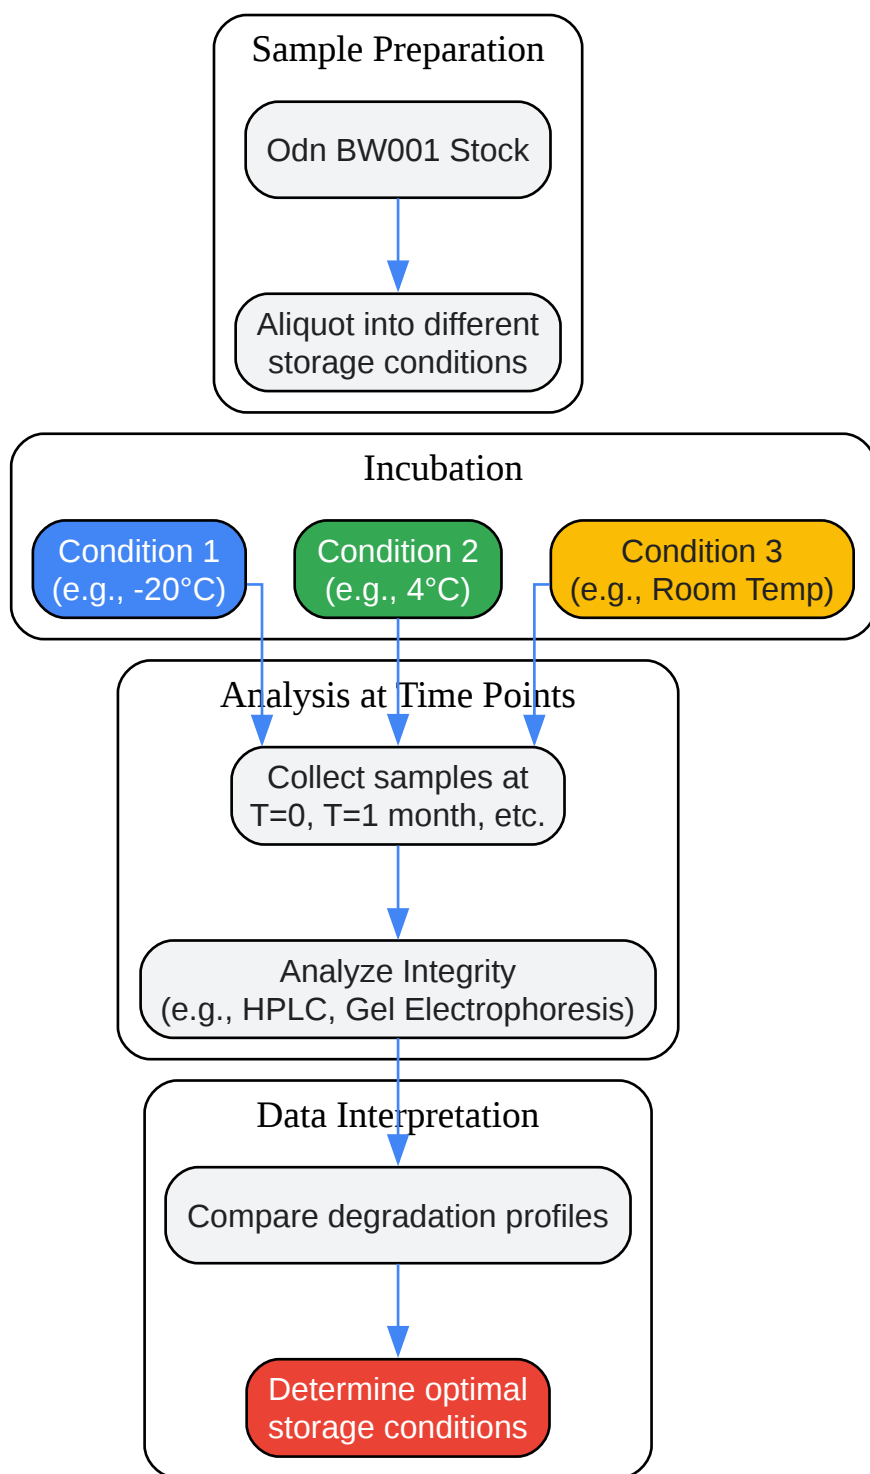 Sample Preparation
Odn BW001 Stock
Aliquot into different
storage conditions
Incubation
Condition 1
(e.g., -20°C)
Condition 2
(e.g., 4°C)
Condition 3
(e.g., Room Temp)
Analysis at Time Points
Collect samples at
T=0, T=1 month, etc.
Analyze Integrity
(e.g., HPLC, Gel Electrophoresis)
Data Interpretation
Compare degradation profiles
Determine optimal
storage conditions